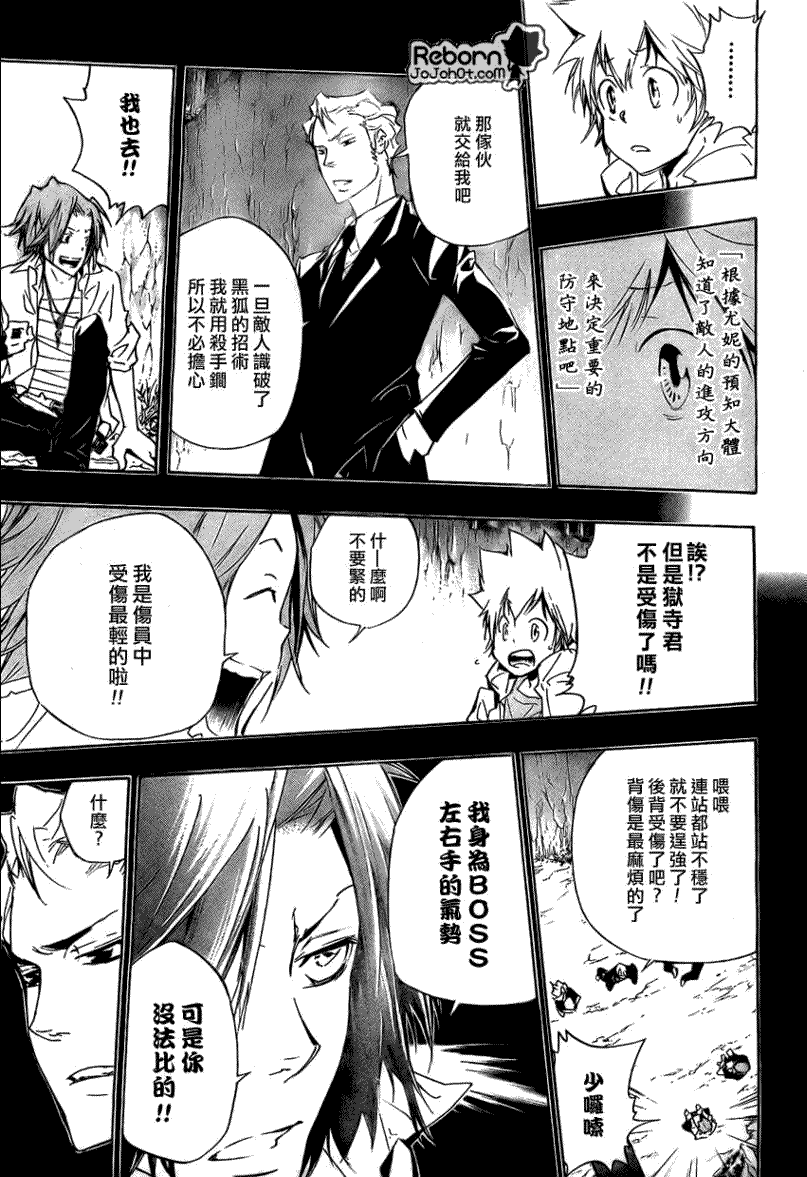 Reborn
JoJoHOt.com
………
『根據尤妮的預知大體
知道了敵人的進攻方向
來決定重要的
防守地點吧』
那傢伙
就交給我吧
一旦敵人識破了
黑狐的招術
我就用殺手鐧
所以不必擔心
我也去!!
誒!?
但是獄寺君
不是受傷了嗎!!
什—麼啊
不要緊的
我是傷員中
受傷最輕的啦!!
喂喂
連站都站不穩了
就不要逞強了!
後背受傷了吧?
背傷是最麻煩的了
少囉嗦
我身為BOSS
左右手的氣勢
可是你
沒法比的!!
什麼?